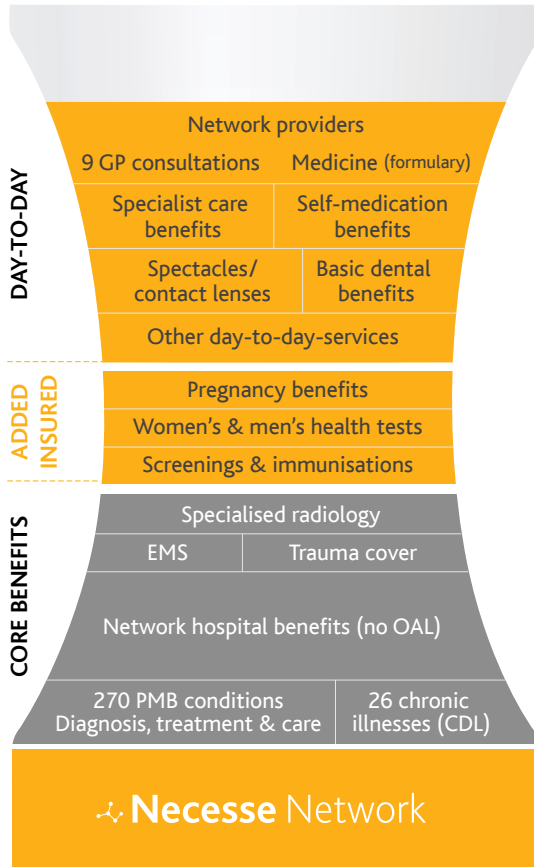 DAY-TO-DAY
Network providers
9 GP consultations Medicine (formulary)
Specialist care
benefits
Self-medication
benefits
Spectacles/
contact lenses
Basic dental
benefits
Other day-to-day-services
ADDED
INSURED
Pregnancy benefits
Women’s & men’s health tests
Screenings & immunisations
CORE BENEFITS
Specialised radiology
EMS
Trauma cover
Network hospital benefits (no OAL)
270 PMB conditions
Diagnosis, treatment & care
26 chronic
illnesses (CDL)
Necesse Network